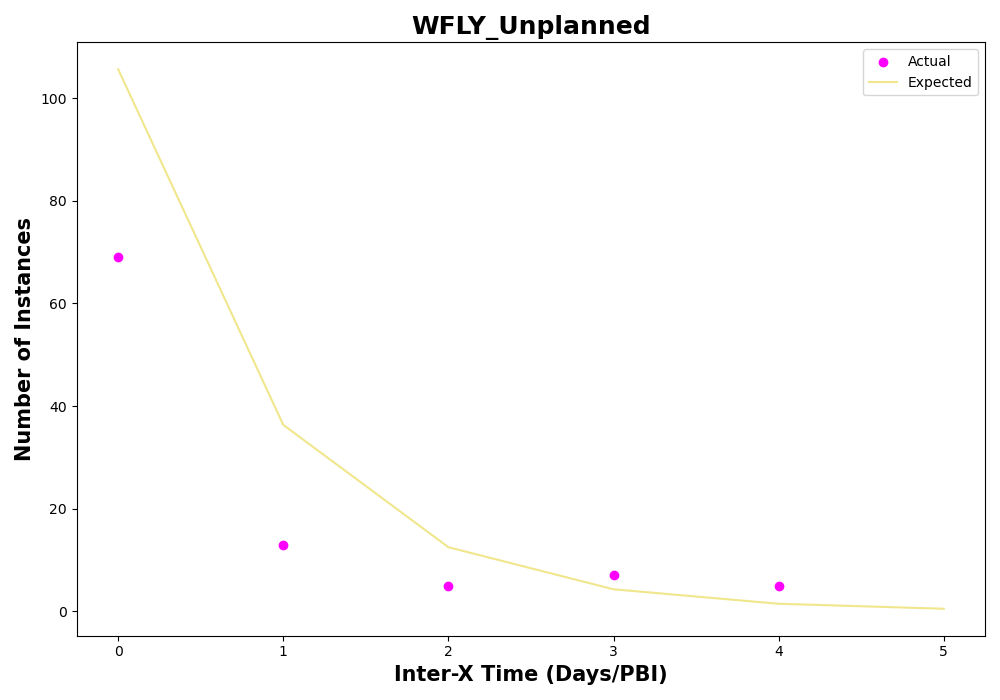 WFLY_Unplanned
Actual
Expected
Number of Instances
100
80
60
40
20
0
0 1 2 3 4 5
Inter-X Time (Days/PBI)